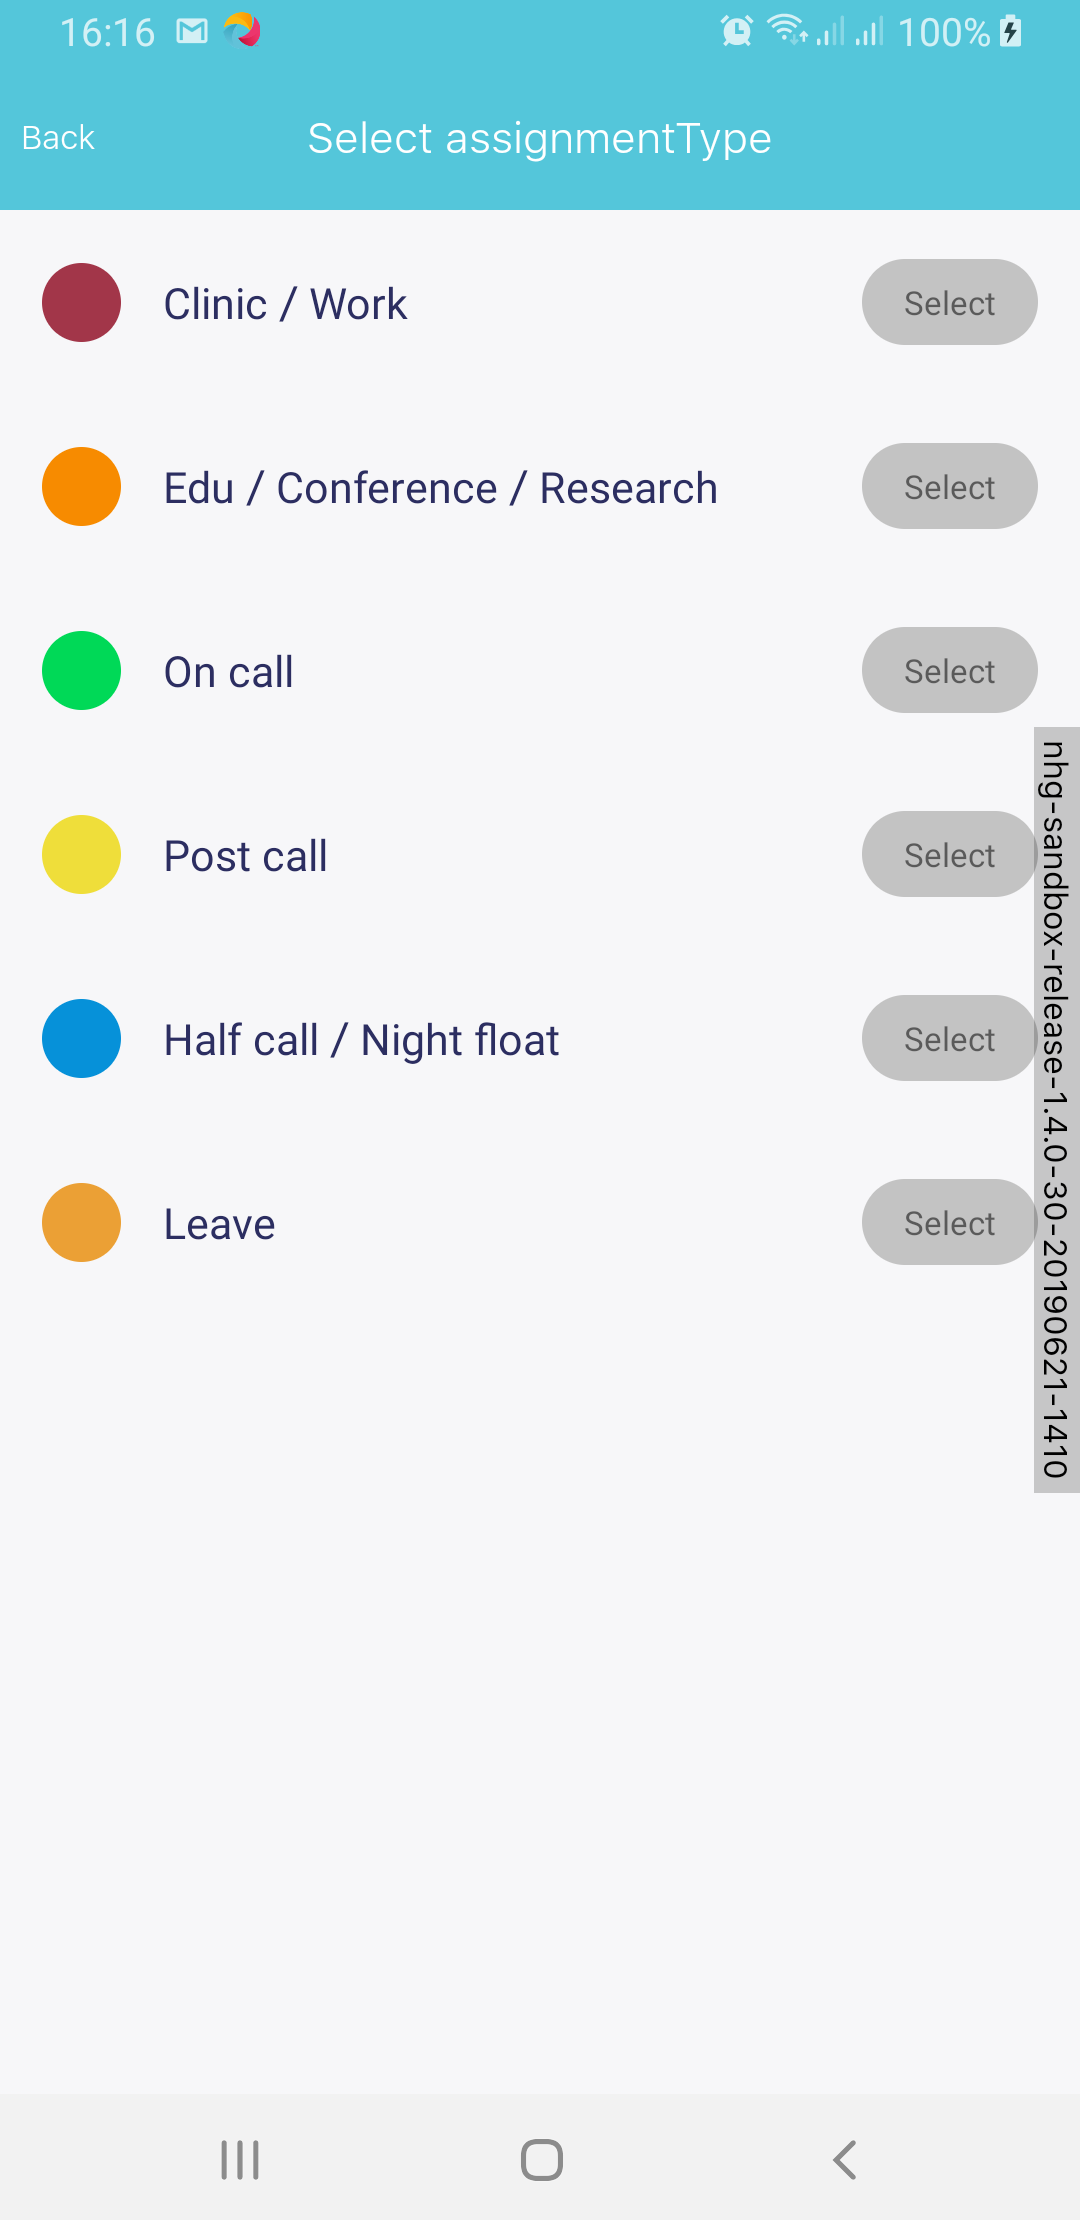 16:16
100%
Back
Select assignmentType
Clinic / Work
Select
Edu / Conference / Research
Select
On call
Select
Post call
Select
Half call / Night float
Select
Leave
Select
nhg-sandbox-release-1.4.0-30-20190621-1410